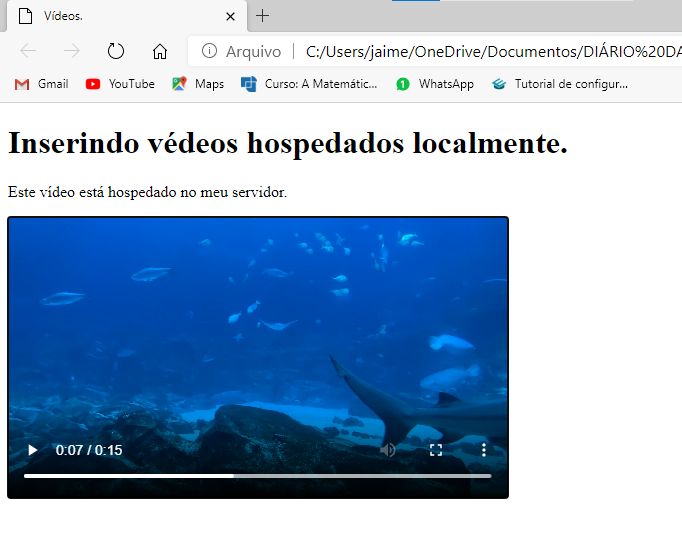 Vídeos.
Arquivo | C:/Users/jaime/OneDrive/Documentos/DIÁRIO%20DA
Gmail YouTube Maps Curso: A Matemátic... 1 WhatsApp Tutorial de configur...
Inserindo védeos hospedados localmente.
Este vídeo está hospedado no meu servidor.
0:07 / 0:15